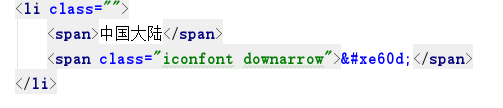 <li class="">
<span>中国大陆</span>
<span class="iconfont downarrow">&#xe60d;</span>
</li>